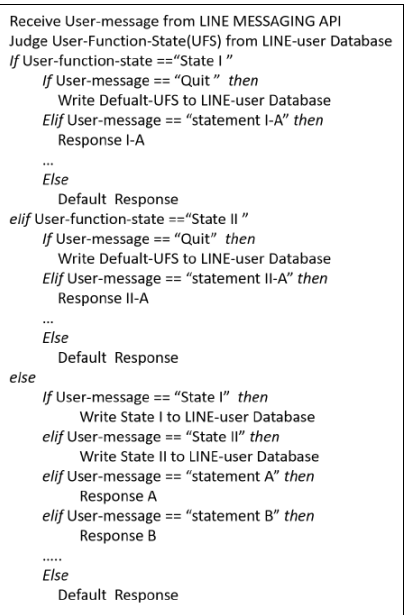 Receive User-message from LINE MESSAGING API
Judge User-Function-State(UFS) from LINE-user Database
If User-function-state =="State I "
If User-message == "Quit " then
Write Defualt-UFS to LINE-user Database
Elif User-message == "statement I-A" then
Response I-A
...
Else
Default Response
elif User-function-state =="State II "
If User-message == "Quit" then
Write Defualt-UFS to LINE-user Database
Elif User-message == "statement II-A" then
Response II-A
...
Else
Default Response
else
If User-message == "State I" then
Write State I to LINE-user Database
elif User-message == "State II" then
Write State II to LINE-user Database
elif User-message == "statement A" then
Response A
elif User-message == "statement B" then
Response B
.....
Else
Default Response